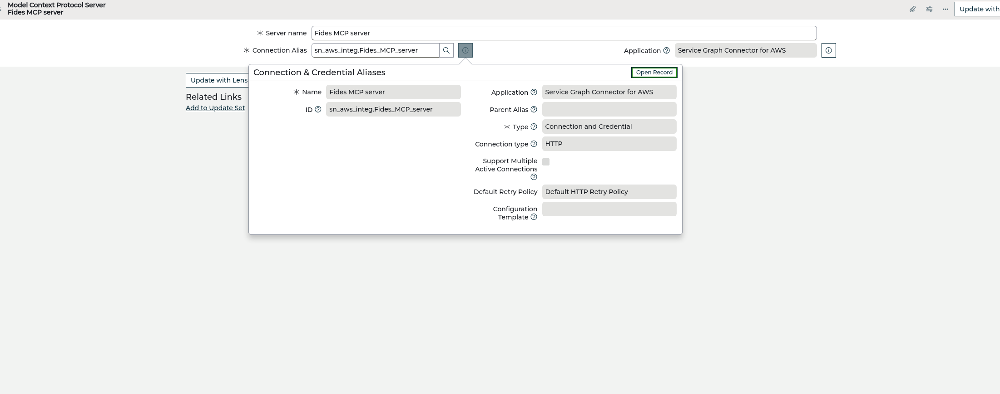 Model Context Protocol Server
Fides MCP server
Update with
Server name
Fides MCP server
Connection Alias
sn_aws_integ.Fides_MCP_server
Application
Service Graph Connector for AWS
Connection & Credential Aliases
Open Record
Update with Lens
Related Links
Add to Update Set
Name
Fides MCP server
Application
Service Graph Connector for AWS
ID
sn_aws_integ.Fides_MCP_server
Parent Alias
Type
Connection and Credential
Connection type
HTTP
Support Multiple
Active Connections
Default Retry Policy
Default HTTP Retry Policy
Configuration
Template